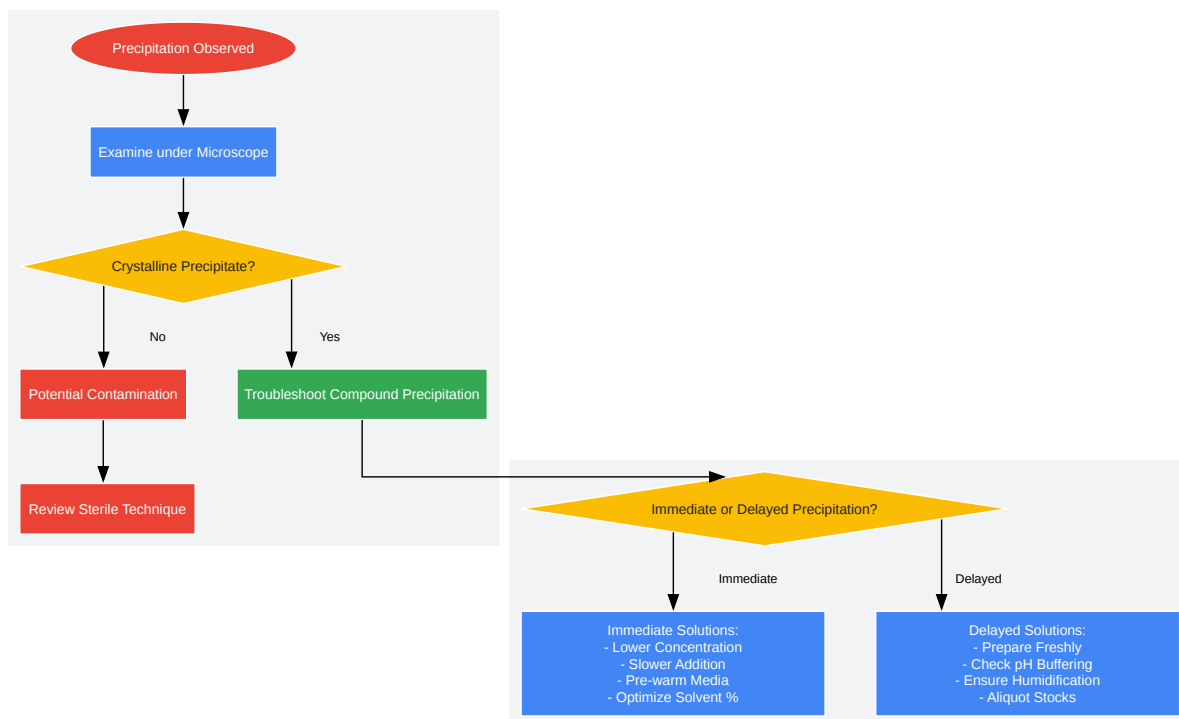 Precipitation Observed
Examine under Microscope
Crystalline Precipitate?
No
Yes
Potential Contamination
Troubleshoot Compound Precipitation
Review Sterile Technique
Immediate or Delayed Precipitation?
Immediate
Delayed
Immediate Solutions:
- Lower Concentration
- Slower Addition
- Pre-warm Media
- Optimize Solvent %
Delayed Solutions:
- Prepare Freshly
- Check pH Buffering
- Ensure Humidification
- Aliquot Stocks